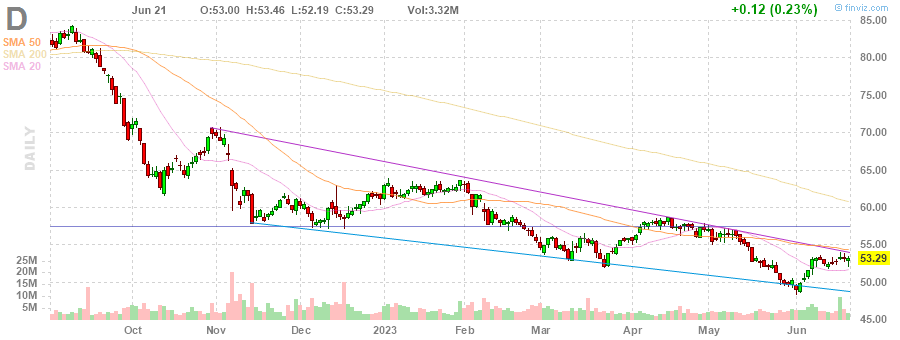 D Jun 21 O:53.00 H:53.46 L:52.19 C:53.29 Vol:3.32M +0.12 (0.23%) © finviz.com
SMA 50
SMA 200
SMA 20
DAILY
85.00
80.00
75.00
70.00
65.00
60.00
55.00
53.29
50.00
45.00
25M
20M
15M
10M
5M
Oct Nov Dec 2023 Feb Mar Apr May Jun